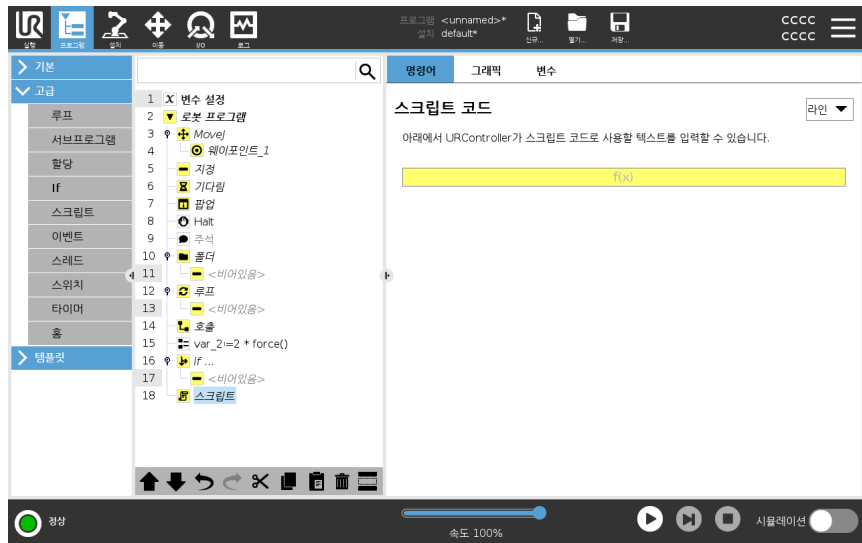 UR
실행
프로그램
설치
이동
I/O
로그
프로그램 <unnamed>*
설치 default*
신규...
열기...
저장...
CCCC
CCCC
기본
고급
루프
서브프로그램
할당
If
스크립트
이벤트
스레드
스위치
타이머
홈
템플릿
1 X 변수 설정
2 로봇 프로그램
3 MoveJ
4 웨이포인트_1
5 지정
6 기다림
7 팝업
8 Halt
9 주석
10 폴더
11 <비어있음>
12 루프
13 <비어있음>
14 호출
15 var_2≔2 * force()
16 If ...
17 <비어있음>
18 스크립트
명령어 그래픽 변수
스크립트 코드
라인
아래에서 URController가 스크립트 코드로 사용할 텍스트를 입력할 수 있습니다.
f(x)
정상
속도 100%
시뮬레이션